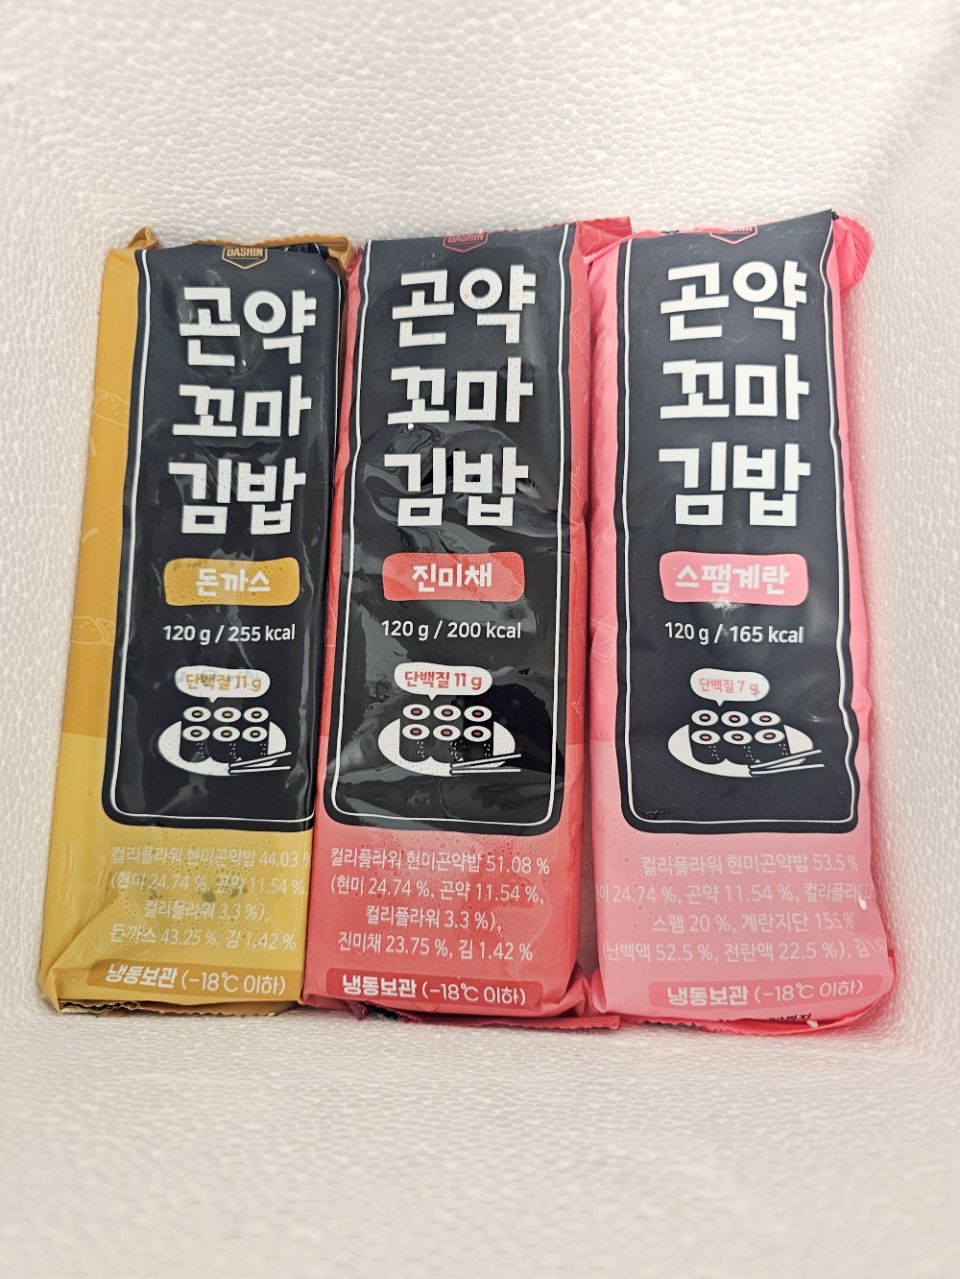 DASHIN
곤약
꼬마
김밥
돈까스
120 g / 255 kcal
단백질 11 g
컬리플라워 현미곤약밥 44.03 %
(현미 24.74 %, 곤약 11.54 %,
컬리플라워 3.3 %),
돈까스 43.25 %, 김 1.42 %
냉동보관 (-18℃ 이하)
DASHIN
곤약
꼬마
김밥
진미채
120 g / 200 kcal
단백질 11 g
컬리플라워 현미곤약밥 51.08 %
(현미 24.74 %, 곤약 11.54 %,
컬리플라워 3.3 %),
진미채 23.75 %, 김 1.42 %
냉동보관 (-18℃ 이하)
DASHIN
곤약
꼬마
김밥
스팸계란
120 g / 165 kcal
단백질 7 g
컬리플라워 현미곤약밥 53.5 %
24.74 %, 곤약 11.54 %,
스팸 20 %, 계란지단
(난백액 52.5 %, 전란액 22.5 %), 김
냉동보관 (-18℃ 이하)